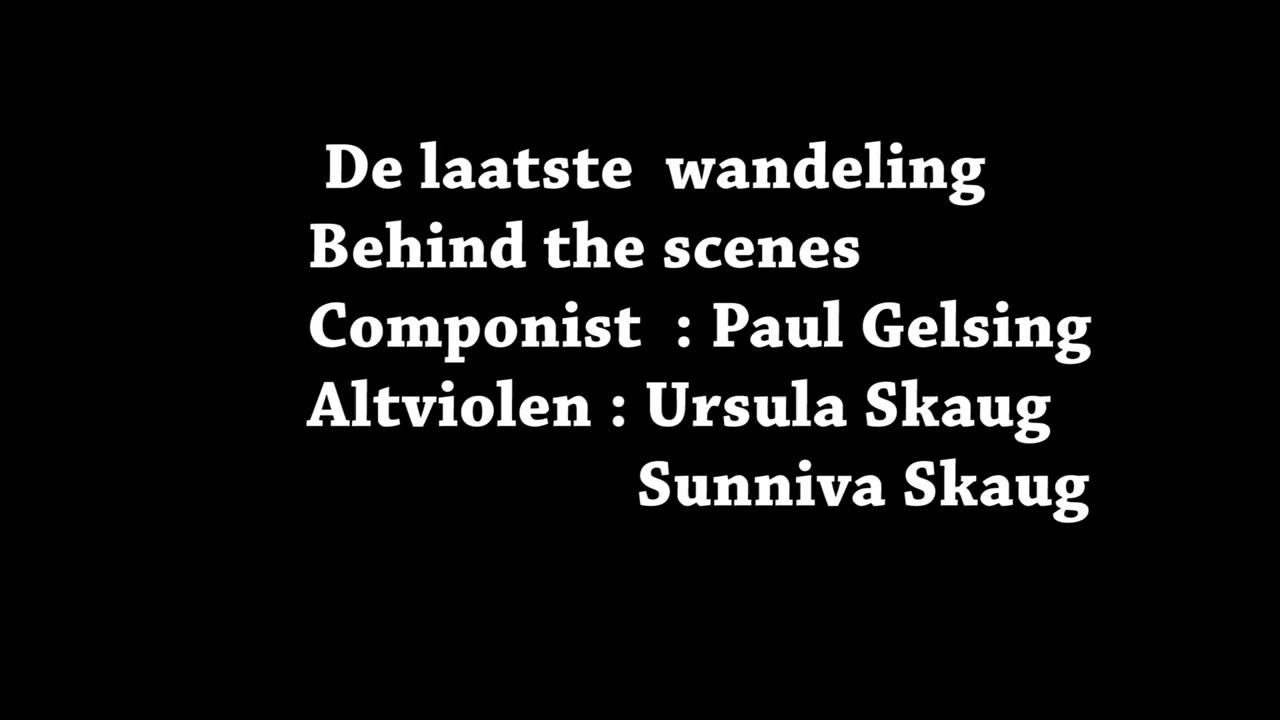 De laatste wandeling
Behind the scenes
Componist : Paul Gelsing
Altviolen : Ursula Skaug
Sunniva Skaug